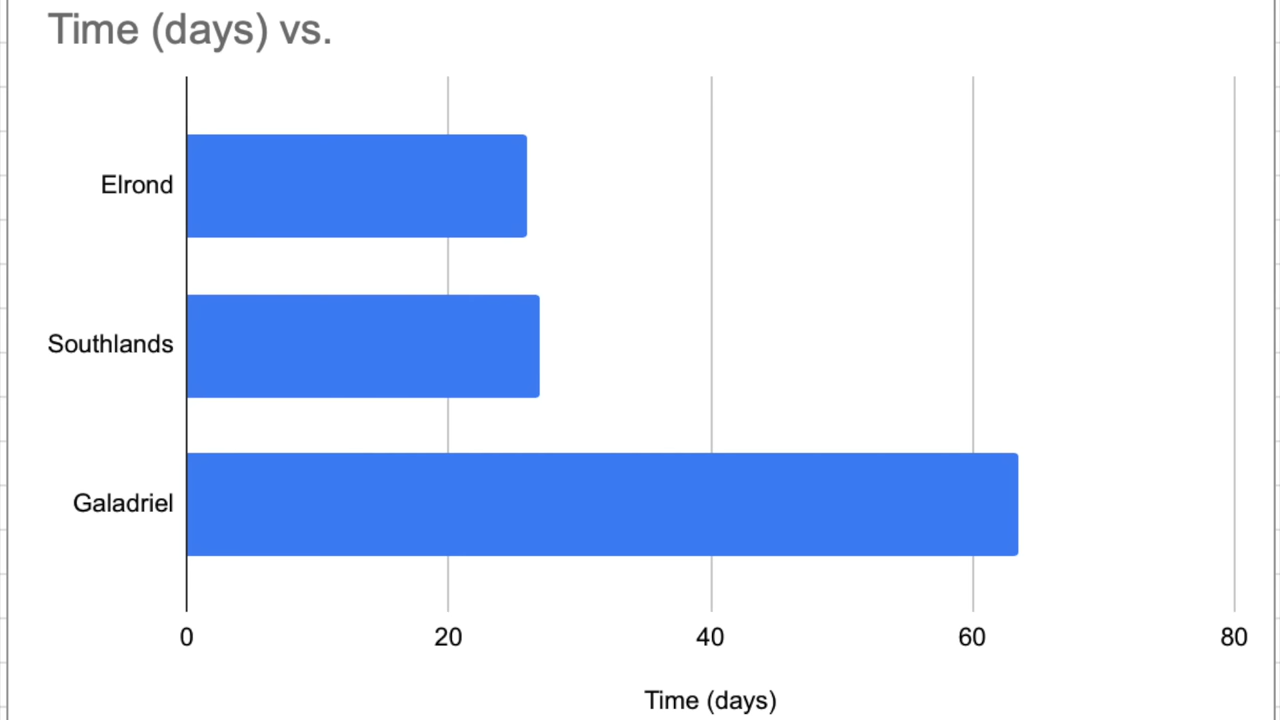 Time (days) vs.
Elrond
Southlands
Galadriel
0 20 40 60 80
Time (days)